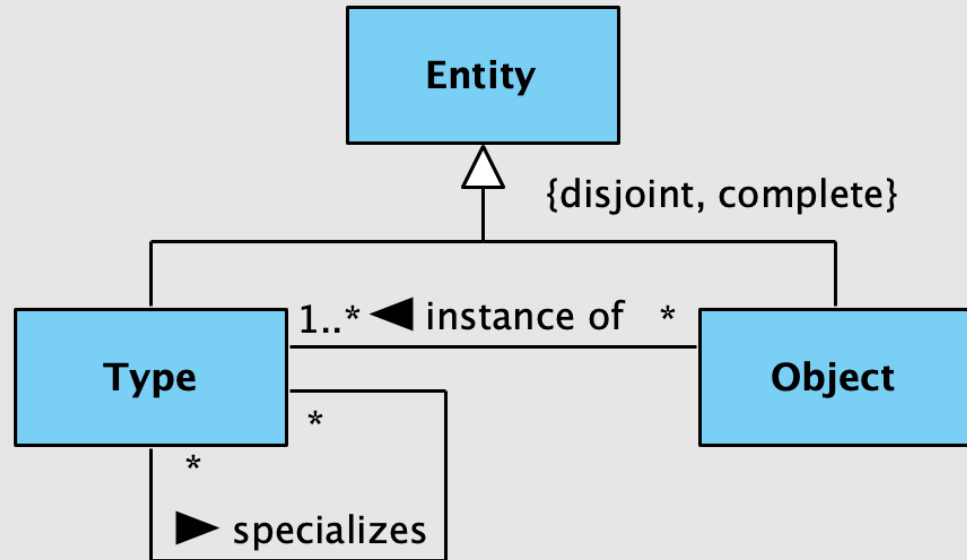 Entity
{disjoint, complete}
1..* ◀ instance of *
Type
Object
*
*
▶ specializes